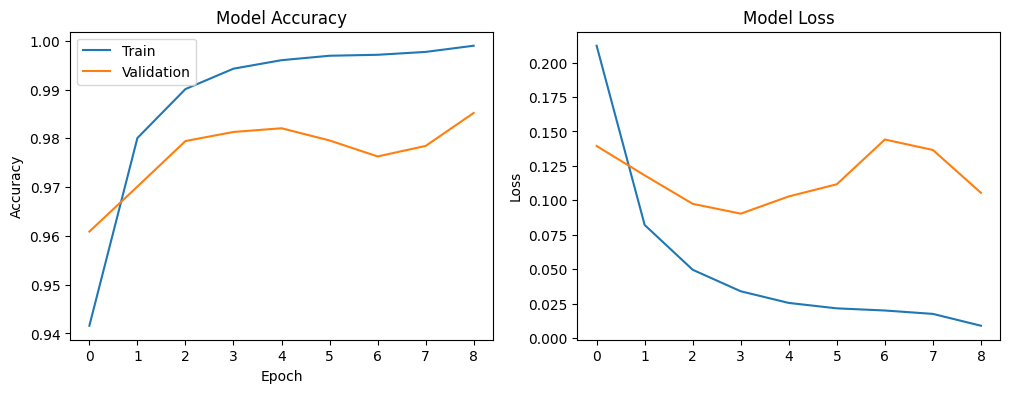 Model Accuracy
Train
Validation
1.00
0.99
0.98
0.97
0.96
0.95
0.94
Accuracy
0 1 2 3 4 5 6 7 8
Epoch
Model Loss
0.200
0.175
0.150
0.125
0.100
0.075
0.050
0.025
0.000
Loss
0 1 2 3 4 5 6 7 8